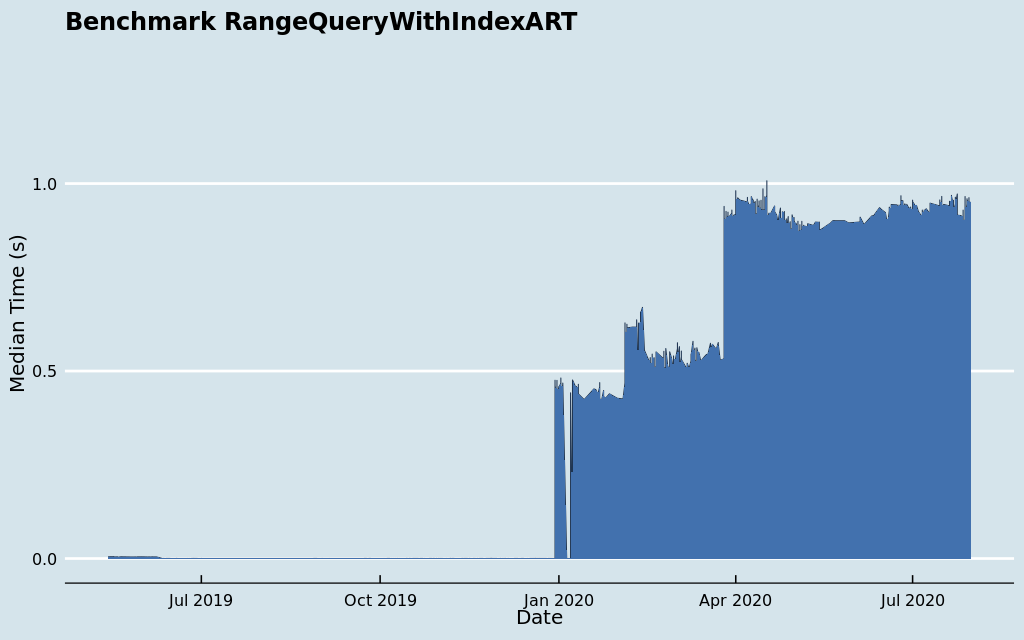 Benchmark RangeQueryWithIndexART
Median Time (s)
1.0
0.5
0.0
Jul 2019
Oct 2019
Jan 2020
Apr 2020
Jul 2020
Date